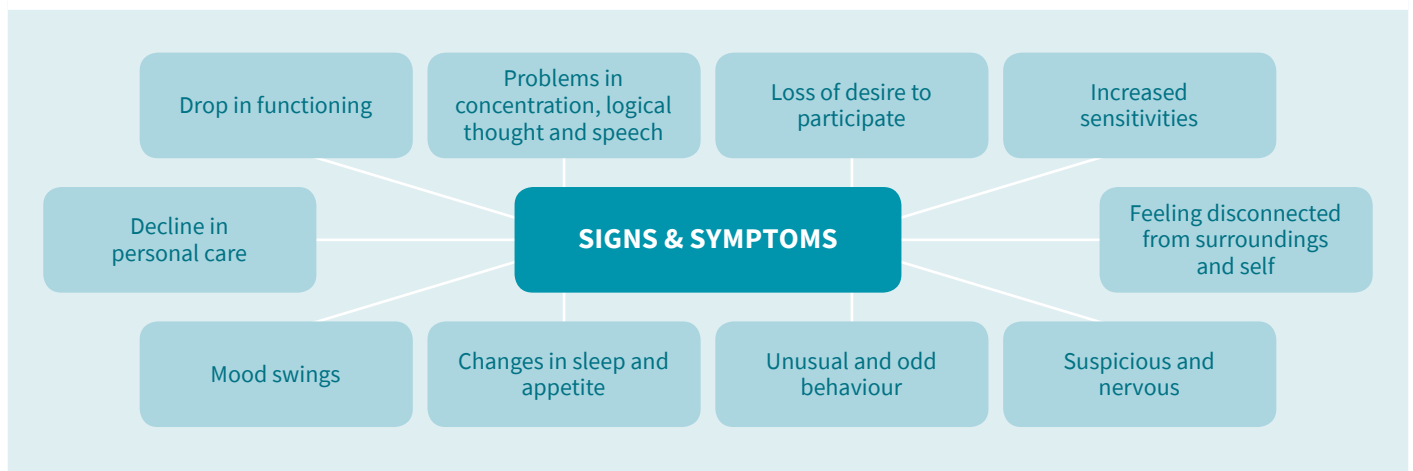 Drop in functioning
Problems in
concentration, logical
thought and speech
Loss of desire to
participate
Increased
sensitivities
Decline in
personal care
SIGNS & SYMPTOMS
Feeling disconnected
from surroundings
and self
Mood swings
Changes in sleep and
appetite
Unusual and odd
behaviour
Suspicious and
nervous